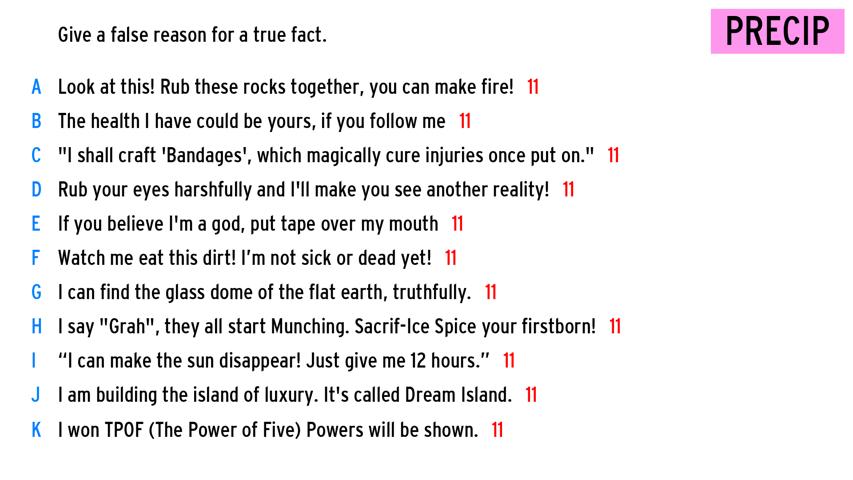 Give a false reason for a true fact.
PRECIP
A Look at this! Rub these rocks together, you can make fire! 11
B The health I have could be yours, if you follow me 11
C "I shall craft 'Bandages', which magically cure injuries once put on." 11
D Rub your eyes harshfully and I'll make you see another reality! 11
E If you believe I'm a god, put tape over my mouth 11
F Watch me eat this dirt! I’m not sick or dead yet! 11
G I can find the glass dome of the flat earth, truthfully. 11
H I say "Grah", they all start Munching. Sacrif-Ice Spice your firstborn! 11
I “I can make the sun disappear! Just give me 12 hours.” 11
J I am building the island of luxury. It's called Dream Island. 11
K I won TPOF (The Power of Five) Powers will be shown. 11